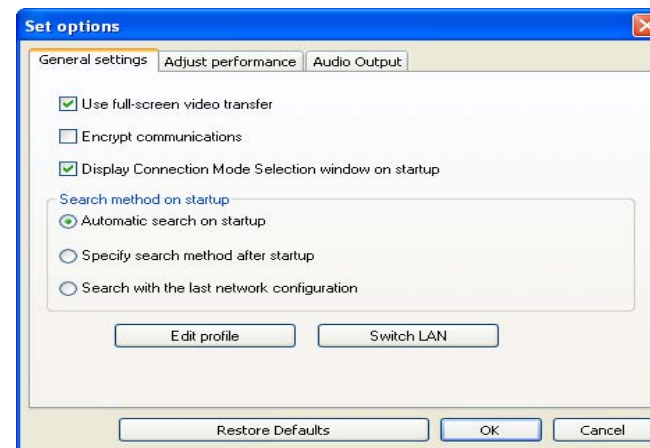 Set options
General settings Adjust performance Audio Output
Use full-screen video transfer
Encrypt communications
Display Connection Mode Selection window on startup
Search method on startup
Automatic search on startup
Specify search method after startup
Search with the last network configuration
Edit profile Switch LAN
Restore Defaults OK Cancel